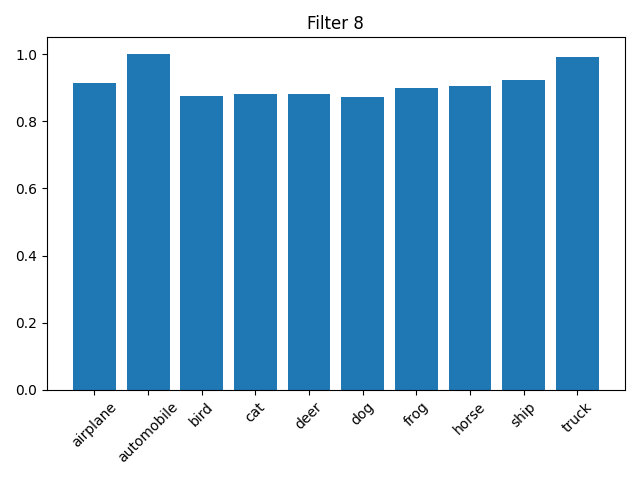 Filter 8
1.0
0.8
0.6
0.4
0.2
0.0
airplane
automobile
bird
cat
deer
dog
frog
horse
ship
truck